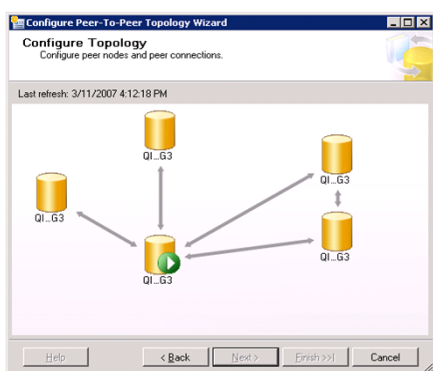 Configure Peer-To-Peer Topology Wizard
Configure Topology
Configure peer nodes and peer connections.
Last refresh: 3/11/2007 4:12:18 PM
QI...G3
QI...G3
QI...G3
QI...G3
QI...G3
Help < Back Next > Finish >>| Cancel